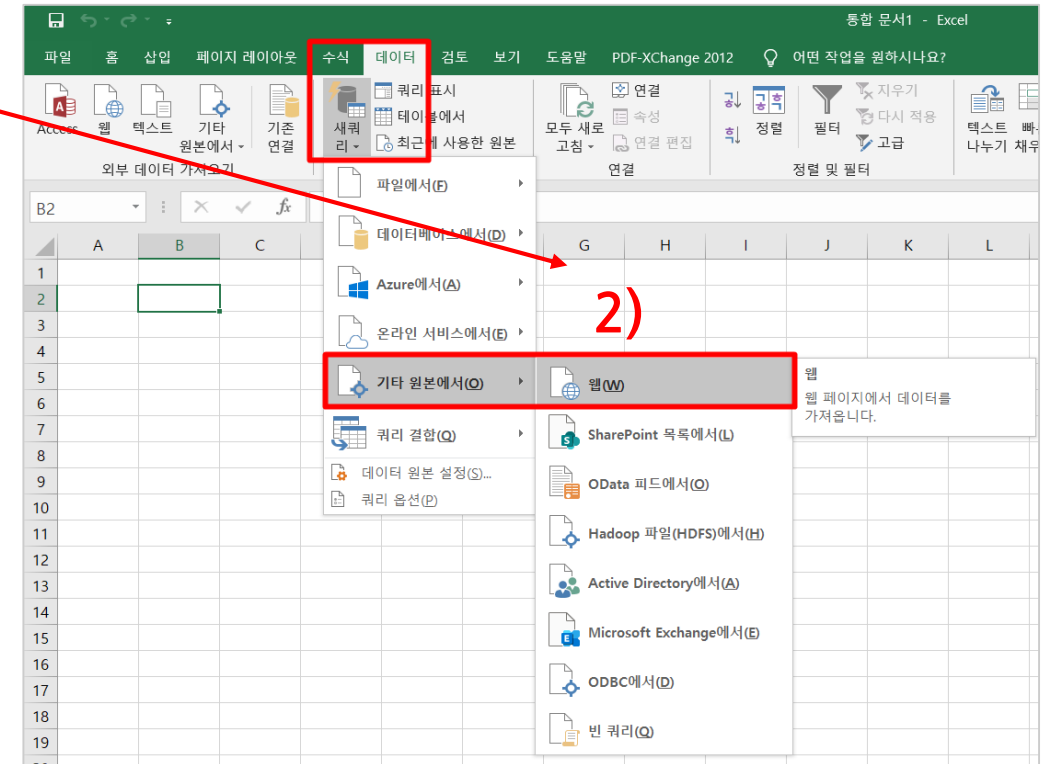 통합 문서1 - Excel
파일 홈 삽입 페이지 레이아웃 수식 데이터 검토 보기 도움말 PDF-XChange 2012 어떤 작업을 원하시나요?
Access 웹 텍스트 기타 원본에서 기존 연결
외부 데이터 가져오기
새 쿼리
쿼리 표시
테이블에서
최근에 사용한 원본
모두 새로 고침
연결
속성
연결 편집
연결
정렬
필터
지우기
다시 적용
고급
정렬 및 필터
텍스트 나누기
B2
fx
A B C G H I J K L
1
2
3
4
5
6
7
8
9
10
11
12
13
14
15
16
17
18
19
파일에서(F)
데이터베이스에서(D)
Azure에서(A)
온라인 서비스에서(E)
기타 원본에서(O)
쿼리 결합(Q)
데이터 원본 설정(S)...
쿼리 옵션(P)
2)
웹(W)
SharePoint 목록에서(L)
OData 피드에서(O)
Hadoop 파일(HDFS)에서(H)
Active Directory에서(A)
Microsoft Exchange에서(E)
ODBC에서(D)
빈 쿼리(Q)
웹
웹 페이지에서 데이터를
가져옵니다.